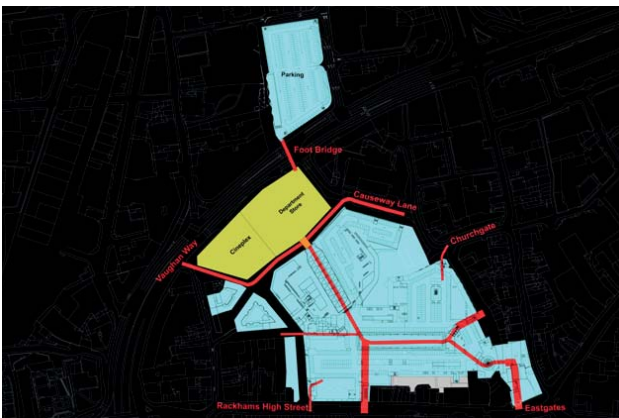 Parking
Foot Bridge
Causeway Lane
Department
Store
Cineplex
Vaughan Way
Churchgate
Rackhams High Street
Eastgates